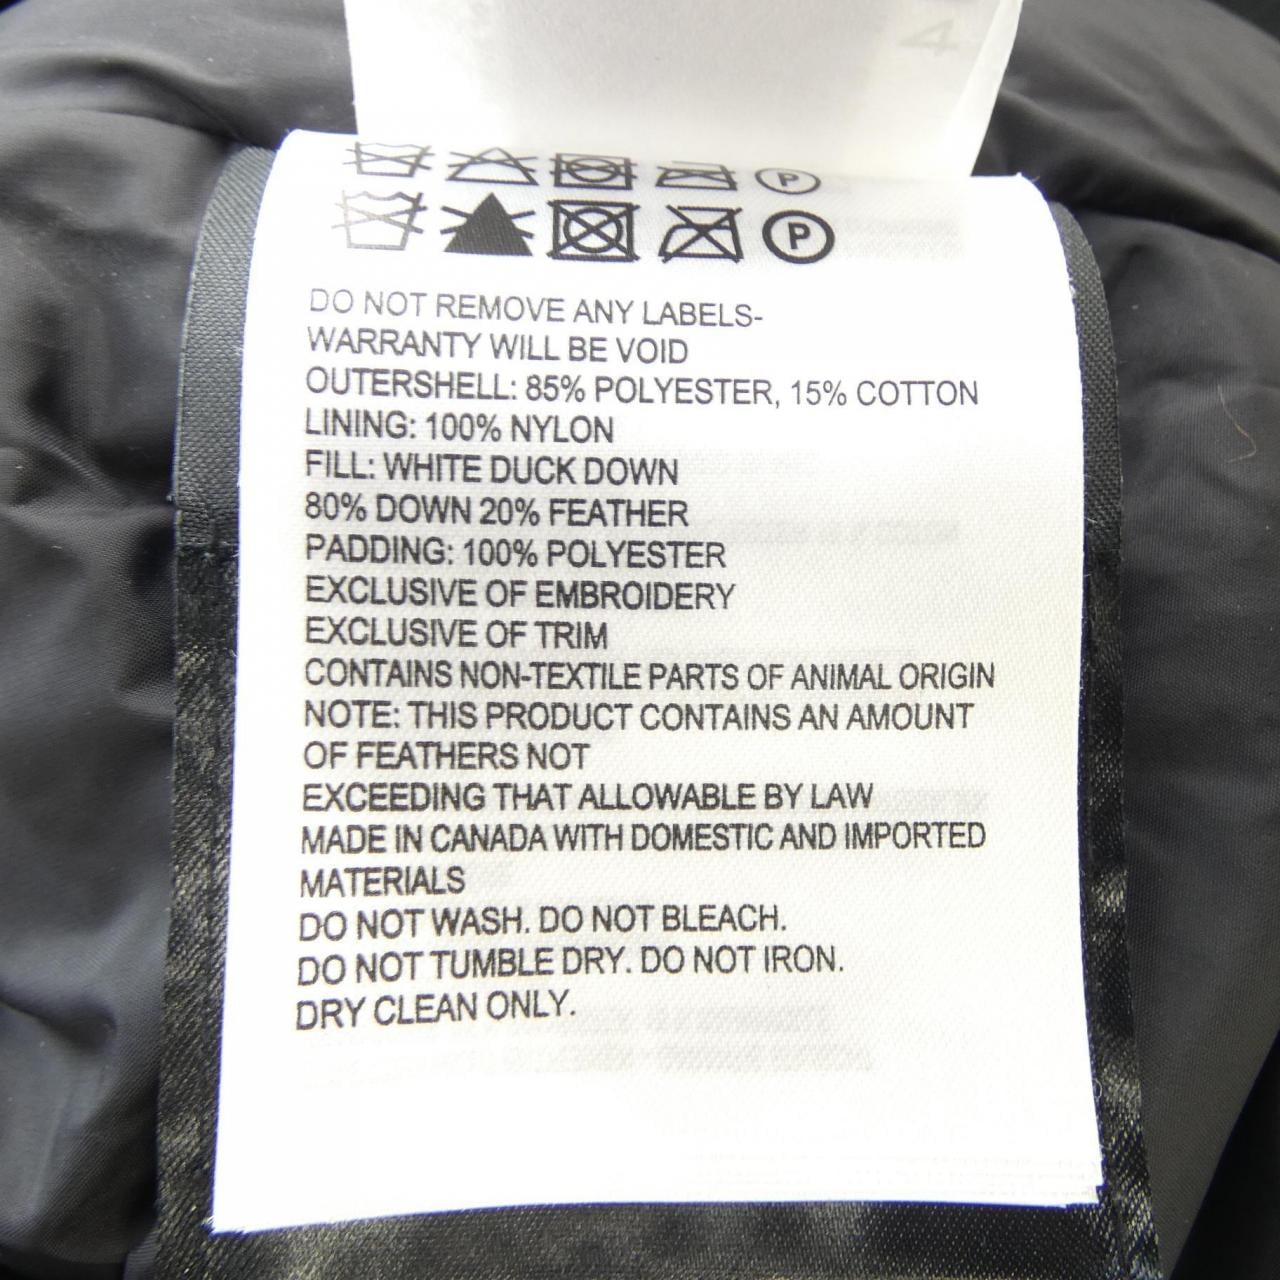 P
P
DO NOT REMOVE ANY LABELS-
WARRANTY WILL BE VOID
OUTERSHELL: 85% POLYESTER, 15% COTTON
LINING: 100% NYLON
FILL: WHITE DUCK DOWN
80% DOWN 20% FEATHER
PADDING: 100% POLYESTER
EXCLUSIVE OF EMBROIDERY
EXCLUSIVE OF TRIM
CONTAINS NON-TEXTILE PARTS OF ANIMAL ORIGIN
NOTE: THIS PRODUCT CONTAINS AN AMOUNT
OF FEATHERS NOT
EXCEEDING THAT ALLOWABLE BY LAW
MADE IN CANADA WITH DOMESTIC AND IMPORTED
MATERIALS
DO NOT WASH. DO NOT BLEACH.
DO NOT TUMBLE DRY. DO NOT IRON.
DRY CLEAN ONLY.